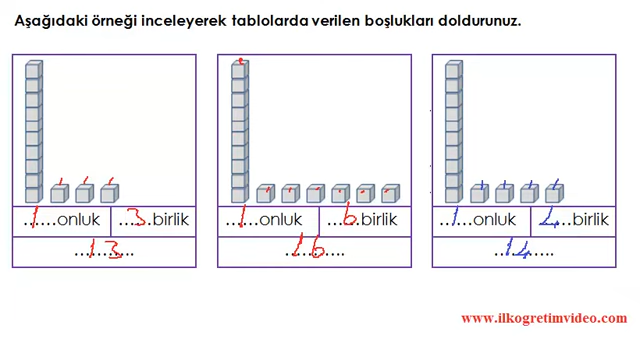 Aşağıdaki örneği inceleyerek tablolarda verilen boşlukları doldurunuz.
..1....onluk ...3..birlik
....13....
..1....onluk ...6..birlik
....16....
..1....onluk ..4...birlik
....14....
www.ilkogretimvideo.com